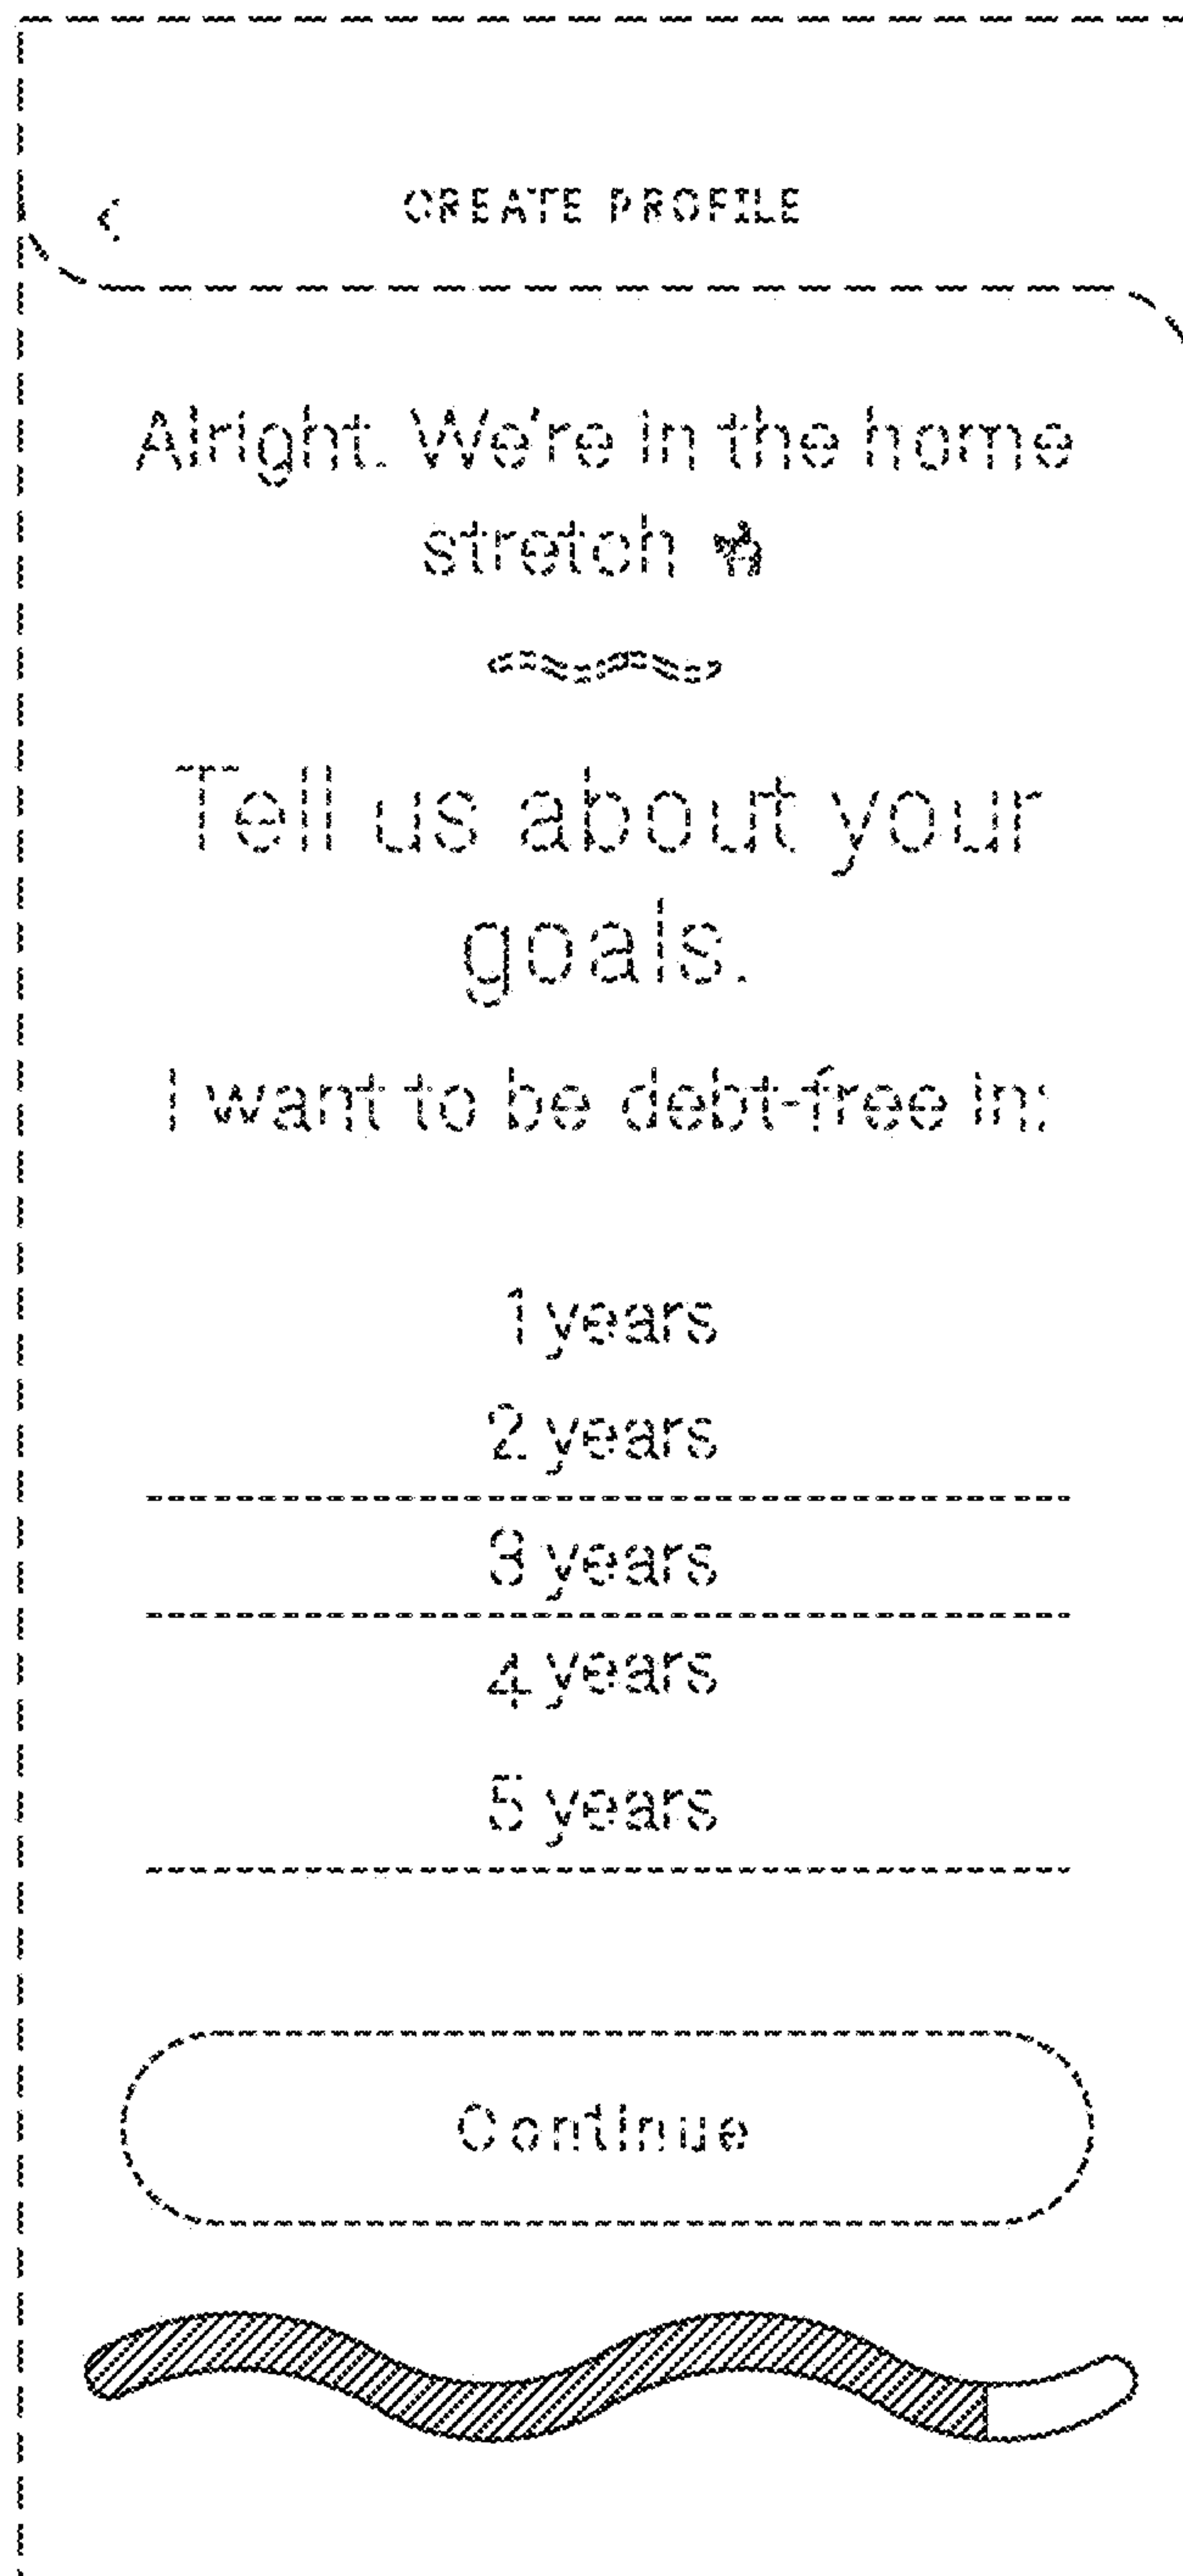 CREATE PROFILE
Alright. We're in the home
stretch
Tell us about your
goals.
I want to be debt-free in:
1 years
2 years
3 years
4 years
5 years
Continue